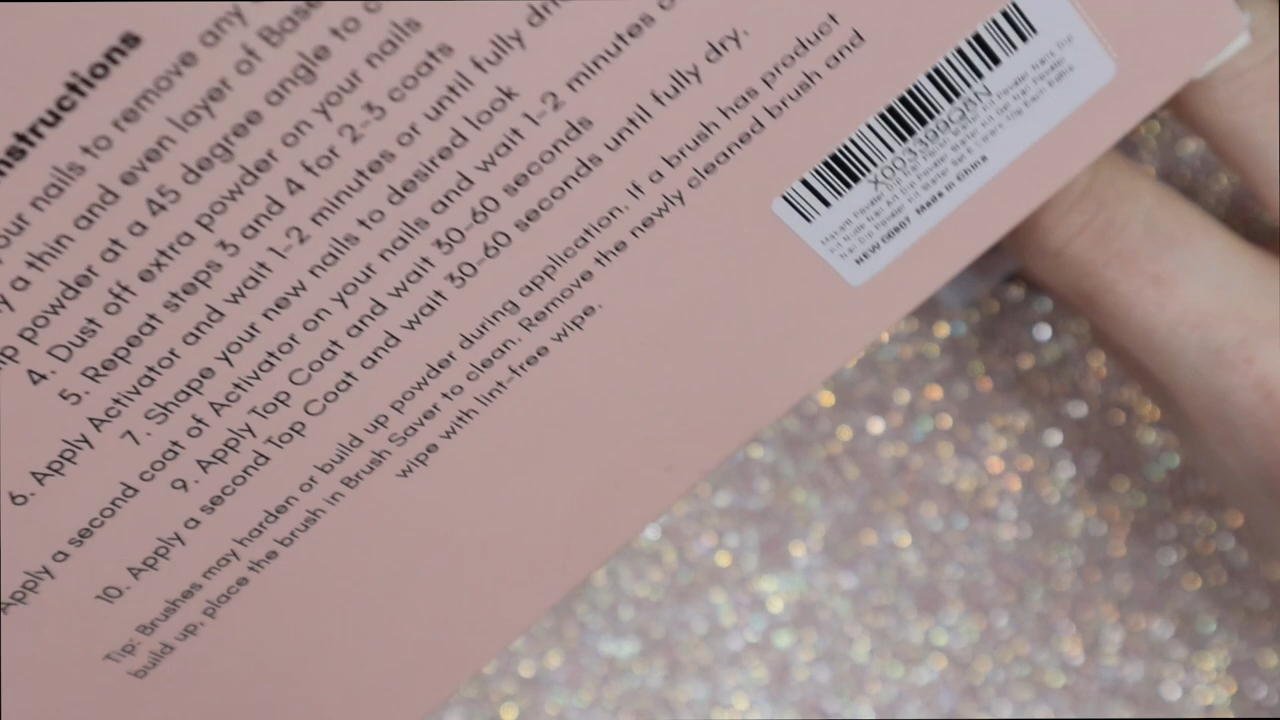 nstructions
our nails to remove any
y a thin and even layer of Base
ip powder at a 45 degree angle to
4. Dust off extra powder on your nails
5. Repeat steps 3 and 4 for 2-3 coats
6. Apply Activator and wait 1-2 minutes or until fully dri
7. Shape your new nails to desired look
Apply a second coat of Activator on your nails and wait 1-2 minutes o
9. Apply Top Coat and wait 30-60 seconds
10. Apply a second Top Coat and wait 30-60 seconds until fully dry.
Tip: Brushes may harden or build up powder during application. If a brush has product
build up, place the brush in Brush Saver to clean. Remove the newly cleaned brush and
wipe with lint-free wipe.
NEW Made in China